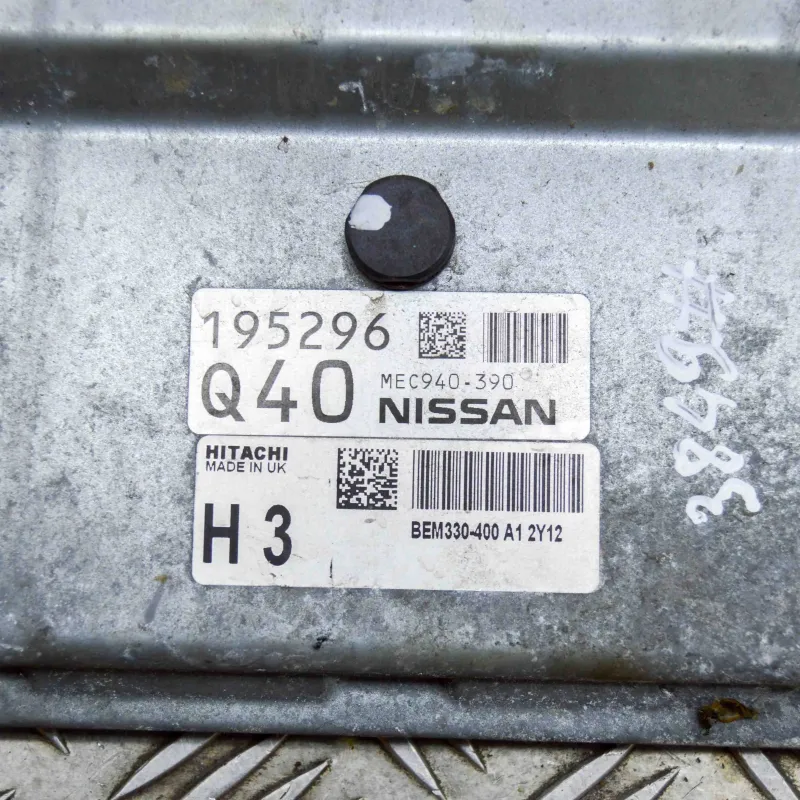 195296
Q40
MEC940-390
NISSAN
HITACHI
MADE IN UK
H 3
BEM330-400 A1 2Y12